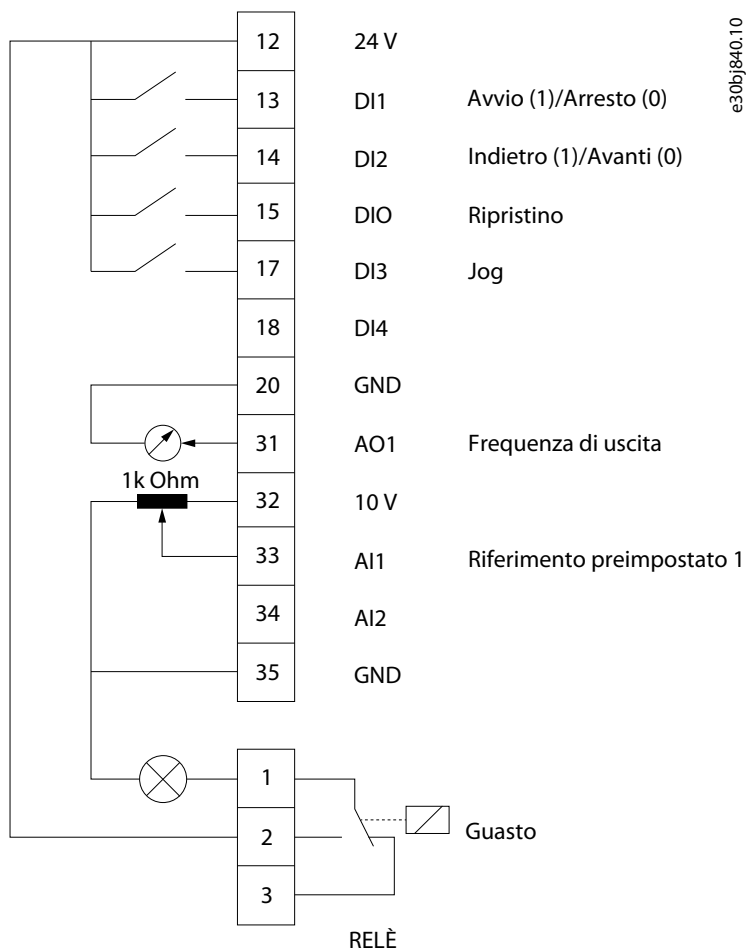 e30bj840.10
12 24 V
13 DI1 Avvio (1)/Arresto (0)
14 DI2 Indietro (1)/Avanti (0)
15 DIO Ripristino
17 DI3 Jog
18 DI4
20 GND
31 AO1 Frequenza di uscita
1k Ohm
32 10 V
33 AI1 Riferimento preimpostato 1
34 AI2
35 GND
1
2 Guasto
3
RELÈ